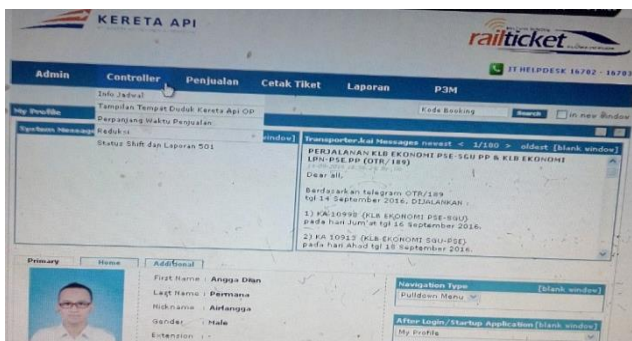 KERETA API
railticket
IT HELPDESK 16782 - 16783
Admin Controller Penjualan Cetak Tiket Laporan P3M
Info Jadwal
Tampilan Tempat Duduk Kereta Api OP
Perpanjang Waktu Penjualan
Reduksi
Status Shift dan Laporan 501
Kode Booking Search in new window
My Profile
System Messag
window]
Transporter.kai Messages newest < 1/180 > oldest [blank window]
PERJALANAN KLB EKONOMI PSE-SGU PP & KLB EKONOMI
LPN-PSE PP (OTR/189)
Dear all,
Berdasarkan telegram OTR/189
tgl 14 September 2016, DIJALANKAN :
1) KA 10998 (KLB EKONOMI PSE-SGU)
pada hari Jum'at tgl 16 September 2016.
2) KA 10913 (KLB EKONOMI SGU-PSE)
pada hari Ahad tgl 18 September 2016.
Primary Home Additional
First Name : Angga Dian
Last Name : Permana
Nickname : Airlangga
Gender : Male
Extension : -
Navigation Type [blank window]
Pulldown Menu
After Login/Startup Application [blank window]
My Profile